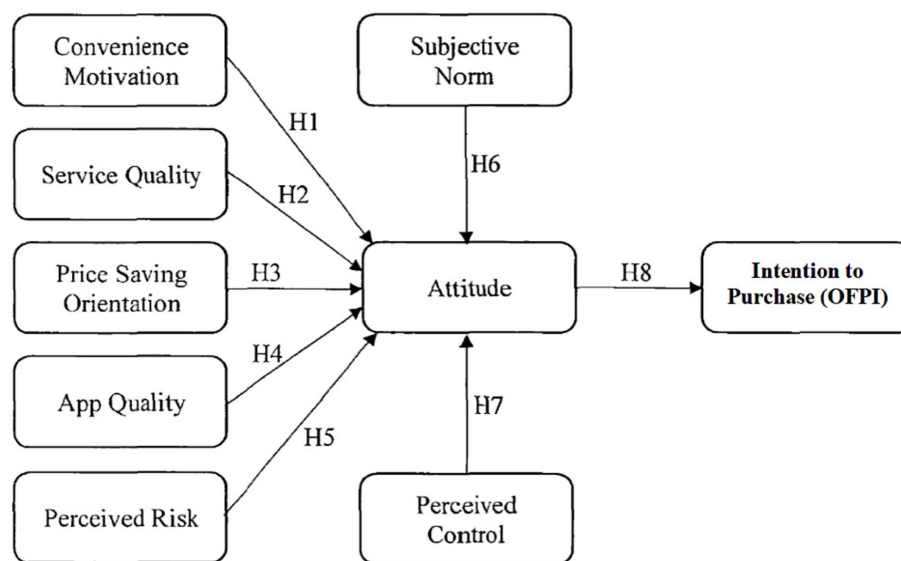 Convenience
Motivation
Subjective
Norm
H1
Service Quality
H2
H6
Price Saving
Orientation
H3
Attitude
H8
Intention to
Purchase (OFPI)
App Quality
H4
H5
H7
Perceived Risk
Perceived
Control